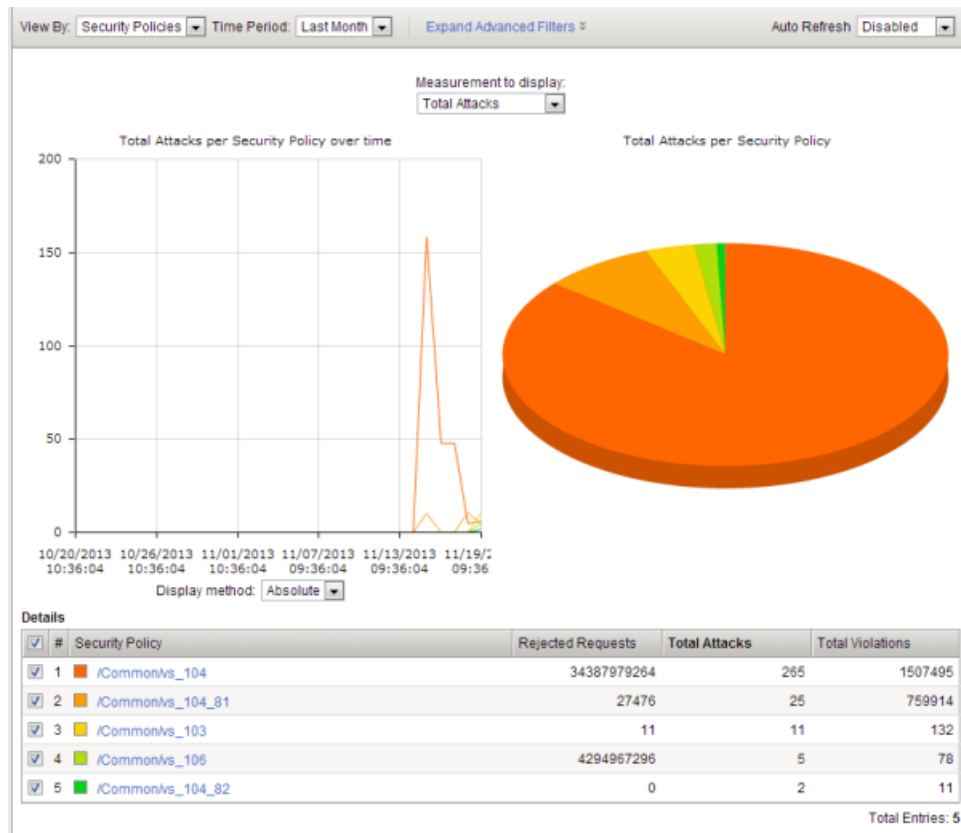 View By: Security Policies Time Period: Last Month Expand Advanced Filters Auto Refresh Disabled
Measurement to display:
Total Attacks
Total Attacks per Security Policy over time
Total Attacks per Security Policy
200
150
100
50
0
10/20/2013 10/26/2013 11/01/2013 11/07/2013 11/13/2013 11/19/2
10:36:04 10:36:04 10:36:04 09:36:04 09:36:04 09:36
Display method: Absolute
Details
# Security Policy Rejected Requests Total Attacks Total Violations
1 /Common/vs_104 34387979264 265 1507495
2 /Common/vs_104_81 27476 25 759914
3 /Common/vs_103 11 11 132
4 /Common/vs_106 4294967296 5 78
5 /Common/vs_104_82 0 2 11
Total Entries: 5